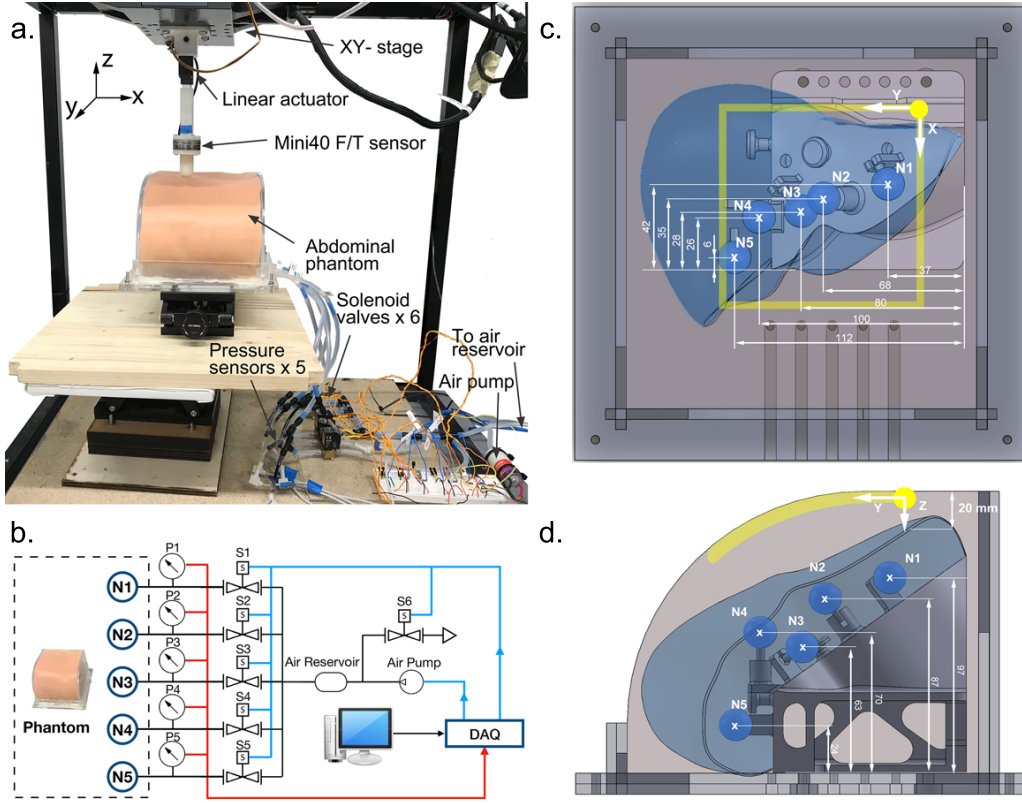 a.
XY- stage
Linear actuator
z
y
x
Mini40 F/T sensor
Abdominal
phantom
Solenoid
valves x 6
Pressure
sensors x 5
To air
reservoir
Air pump
b.
P1
S1
S
N1
P2
S2
S
N2
S6
S
P3
S3
S
N3
Air Reservoir
Air Pump
P4
S4
S
N4
Phantom
DAQ
P5
S5
S
N5
c.
Y
X
N1
N2
N3
N4
N5
42
35
28
26
6
37
68
80
100
112
d.
Y
Z
20 mm
N1
N2
N4
N3
N5
24
63
70
87
97